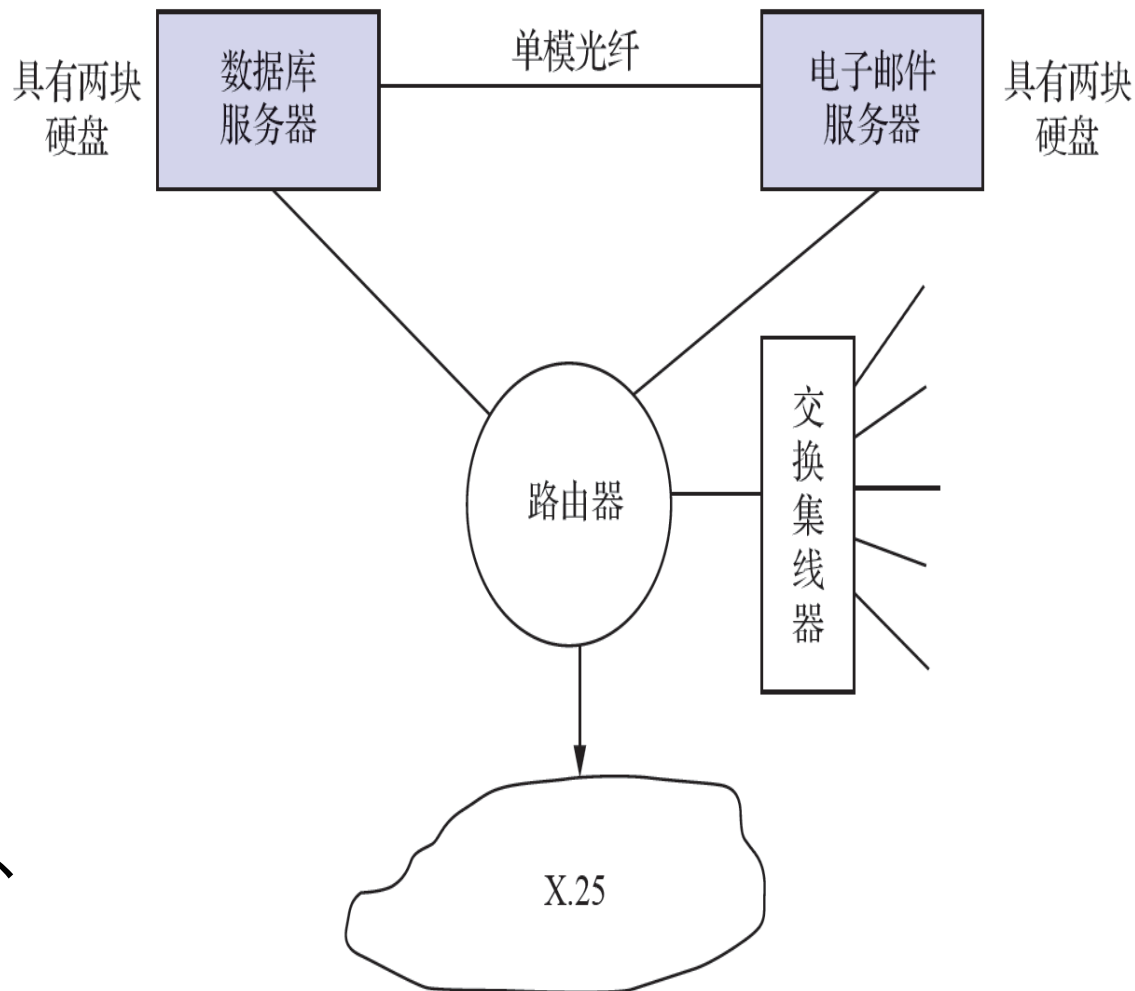 具有两块
硬盘
数据库
服务器
单模光纤
电子邮件
服务器
具有两块
硬盘
路由器
交
换
集
线
器
X.25